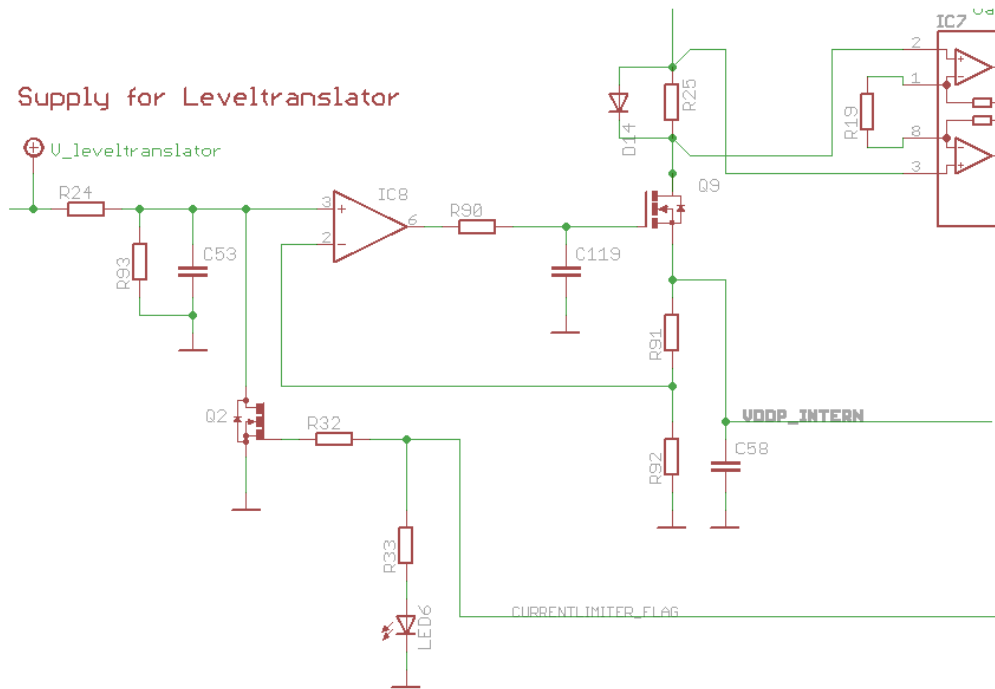 IC7
2
1
8
3
R25
D14
R19
Supply for Leveltranslator
V_leveltranslator
R24
3
2
6
IC8
R90
Q9
R93
C53
C119
R91
Q2
R32
VDDP_INTERN
R92
C58
R33
LED6
CURRENTLIMITER_FLAG